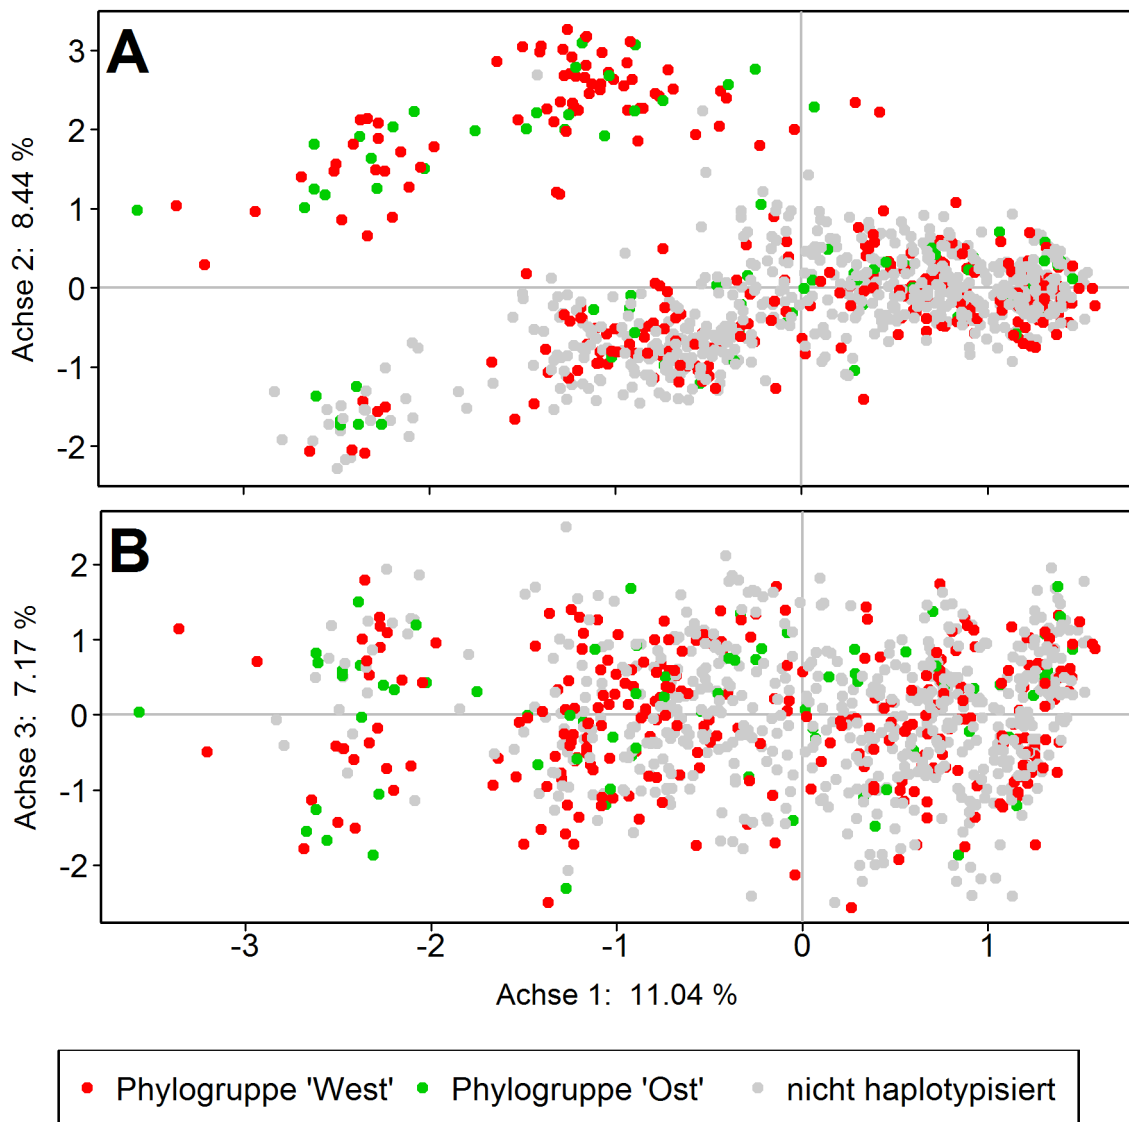 A
3
2
1
0
-1
-2
Achse 2: 8.44 %
B
2
1
0
-1
-2
Achse 3: 7.17 %
-3 -2 -1 0 1
Achse 1: 11.04 %
Phylogruppe 'West' Phylogruppe 'Ost' nicht haplotypisiert